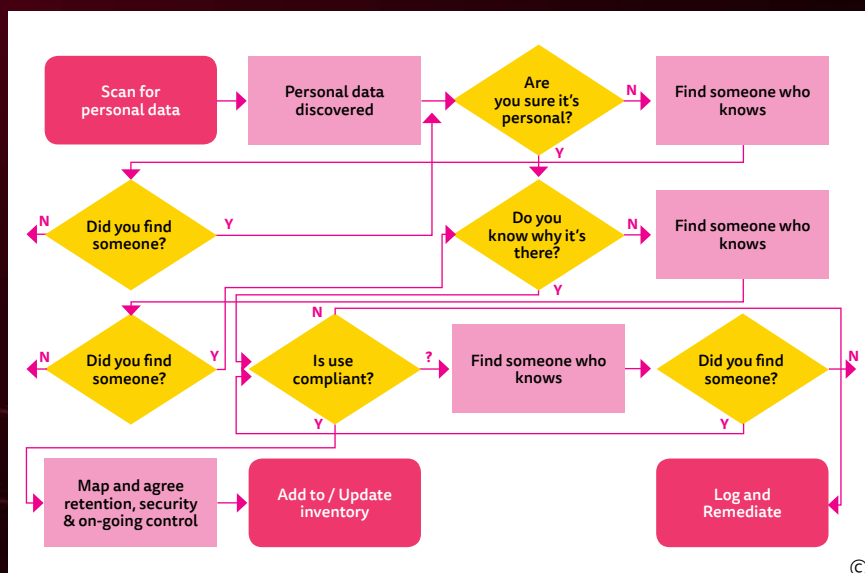 Scan for
personal data
Personal data
discovered
Are
you sure it's
personal?
N
Find someone who
knows
Y
N
Did you find
someone?
Y
Do you
know why it's
there?
N
Find someone who
knows
Y
N
Did you find
someone?
Y
N
Is use
compliant?
?
Find someone who
knows
Did you find
someone?
N
Y
Y
Map and agree
retention, security
& on-going control
Add to / Update
inventory
Log and
Remediate
©